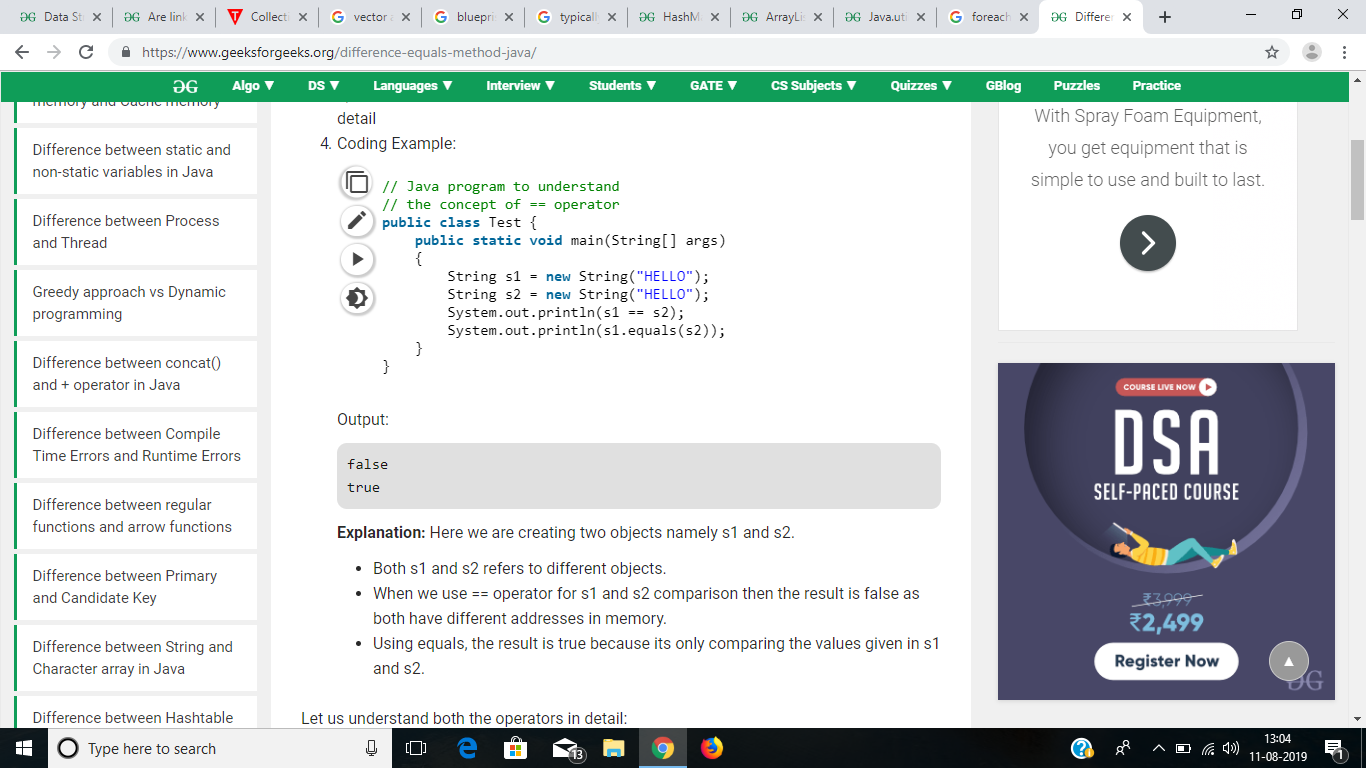 Data St
Are link
Collecti
vector a
bluepri
typicall
HashM
ArrayLis
Java.uti
foreach
Differe
https://www.geeksforgeeks.org/difference-equals-method-java/
Algo ▼ DS ▼ Languages ▼ Interview ▼ Students ▼ GATE ▼ CS Subjects ▼ Quizzes ▼ GBlog Puzzles Practice
memory and Cache memory
Difference between static and
non-static variables in Java
Difference between Process
and Thread
Greedy approach vs Dynamic
programming
Difference between concat()
and + operator in Java
Difference between Compile
Time Errors and Runtime Errors
Difference between regular
functions and arrow functions
Difference between Primary
and Candidate Key
Difference between String and
Character array in Java
Difference between Hashtable
detail
4. Coding Example:
// Java program to understand
// the concept of == operator
public class Test {
    public static void main(String[] args)
    {
        String s1 = new String("HELLO");
        String s2 = new String("HELLO");
        System.out.println(s1 == s2);
        System.out.println(s1.equals(s2));
    }
}
Output:
false
true
Explanation: Here we are creating two objects namely s1 and s2.
• Both s1 and s2 refers to different objects.
• When we use == operator for s1 and s2 comparison then the result is false as
both have different addresses in memory.
• Using equals, the result is true because its only comparing the values given in s1
and s2.
Let us understand both the operators in detail:
With Spray Foam Equipment,
you get equipment that is
simple to use and built to last.
COURSE LIVE NOW
DSA
SELF-PACED COURSE
₹3,999
₹2,499
Register Now
Type here to search
13
13:04
11-08-2019
1